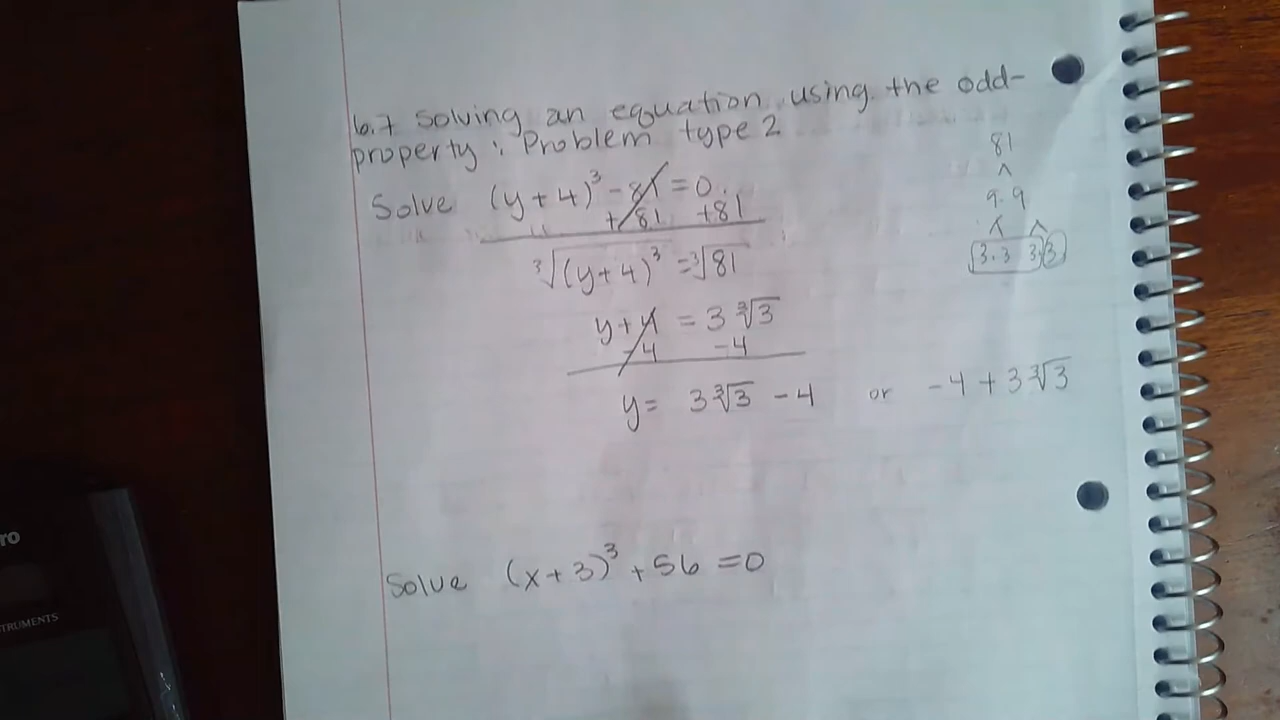 6.7 Solving an equation using the odd-
property: Problem type 2
81
9.9
3.3 3.3
Solve (y+4)³ - 81 = 0.
+81 +81
∛(y+4)³ = ∛81
y+4 = 3∛3
-4 -4
y= 3∛3 - 4 or -4 + 3∛3
Solve (x+3)³ + 56 = 0
ro
TRUMENTS